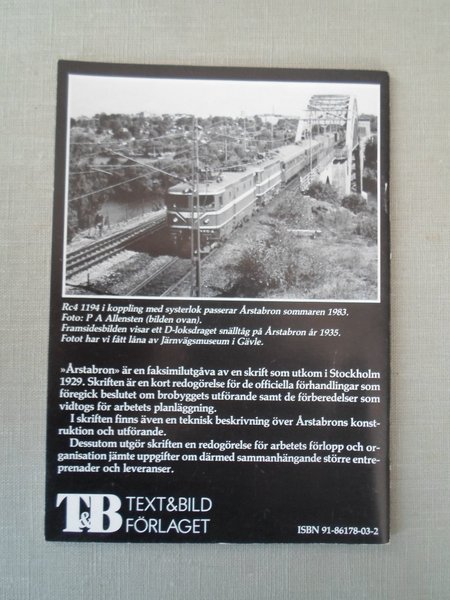 Rc4 1194 i koppling med systerlok passerar Årstabron sommaren 1983.
Foto: P A Allensten (bilden ovan).
Framsidesbilden visar ett D-loksdraget snälltåg på Årstabron år 1935.
Fotot har vi fått låna av Järnvägsmuseum i Gävle.
»Årstabron» är en faksimilutgåva av en skrift som utkom i Stockholm
1929. Skriften är en kort redogörelse för de officiella förhandlingar som
föregick beslutet om brobyggets utförande samt de förberedelser som
vidtogs för arbetets planläggning.
I skriften finns även en teknisk beskrivning över Årstabrons konst-
ruktion och utförande.
Dessutom utgör skriften en redogörelse för arbetets förlopp och or-
ganisation jämte uppgifter om därmed sammanhängande större entre-
prenader och leveranser.
T&B TEXT&BILD
FÖRLAGET
ISBN 91-86178-03-2